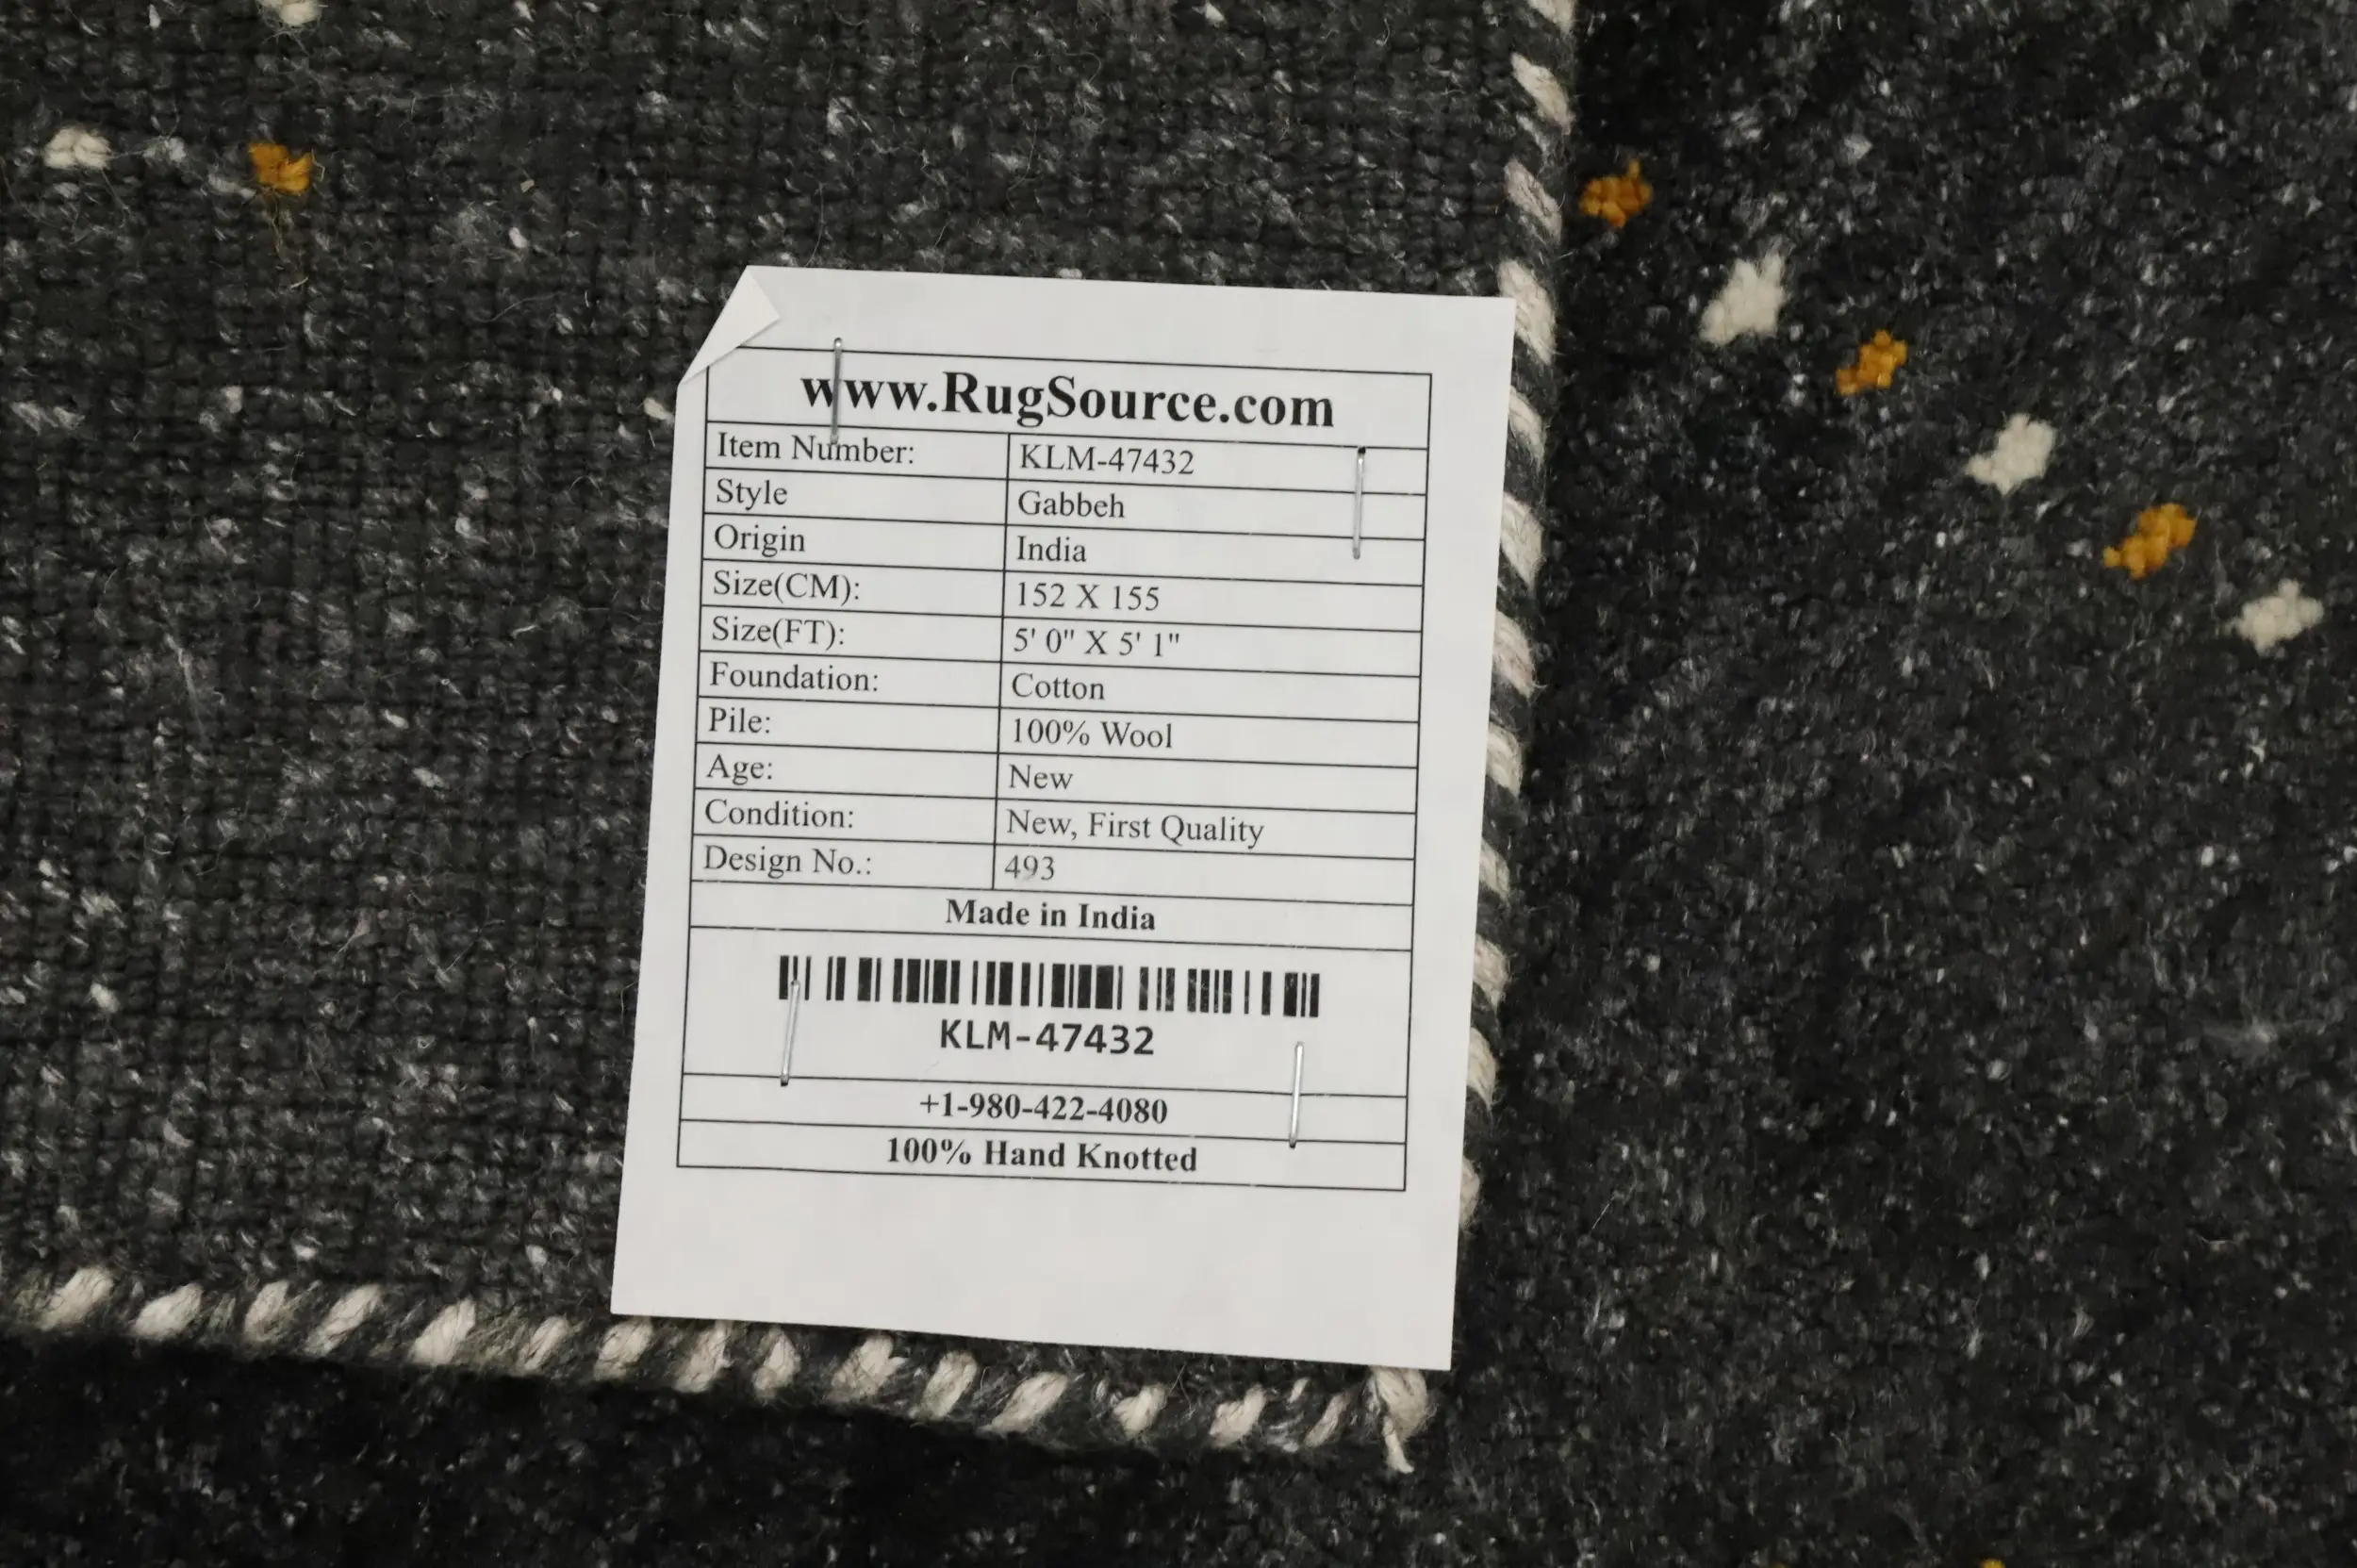 www.RugSource.com
Item Number: KLM-47432
Style Gabbeh
Origin India
Size(CM): 152 X 155
Size(FT): 5' 0" X 5' 1"
Foundation: Cotton
Pile: 100% Wool
Age: New
Condition: New, First Quality
Design No.: 493
Made in India
KLM-47432
+1-980-422-4080
100% Hand Knotted